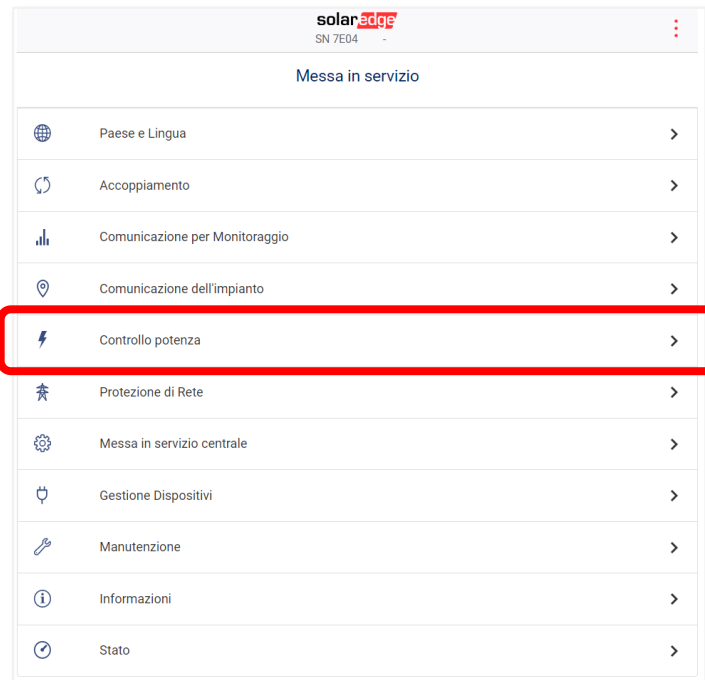 solaredge
SN 7E04 -
Messa in servizio
Paese e Lingua
Accoppiamento
Comunicazione per Monitoraggio
Comunicazione dell'impianto
Controllo potenza
Protezione di Rete
Messa in servizio centrale
Gestione Dispositivi
Manutenzione
Informazioni
Stato